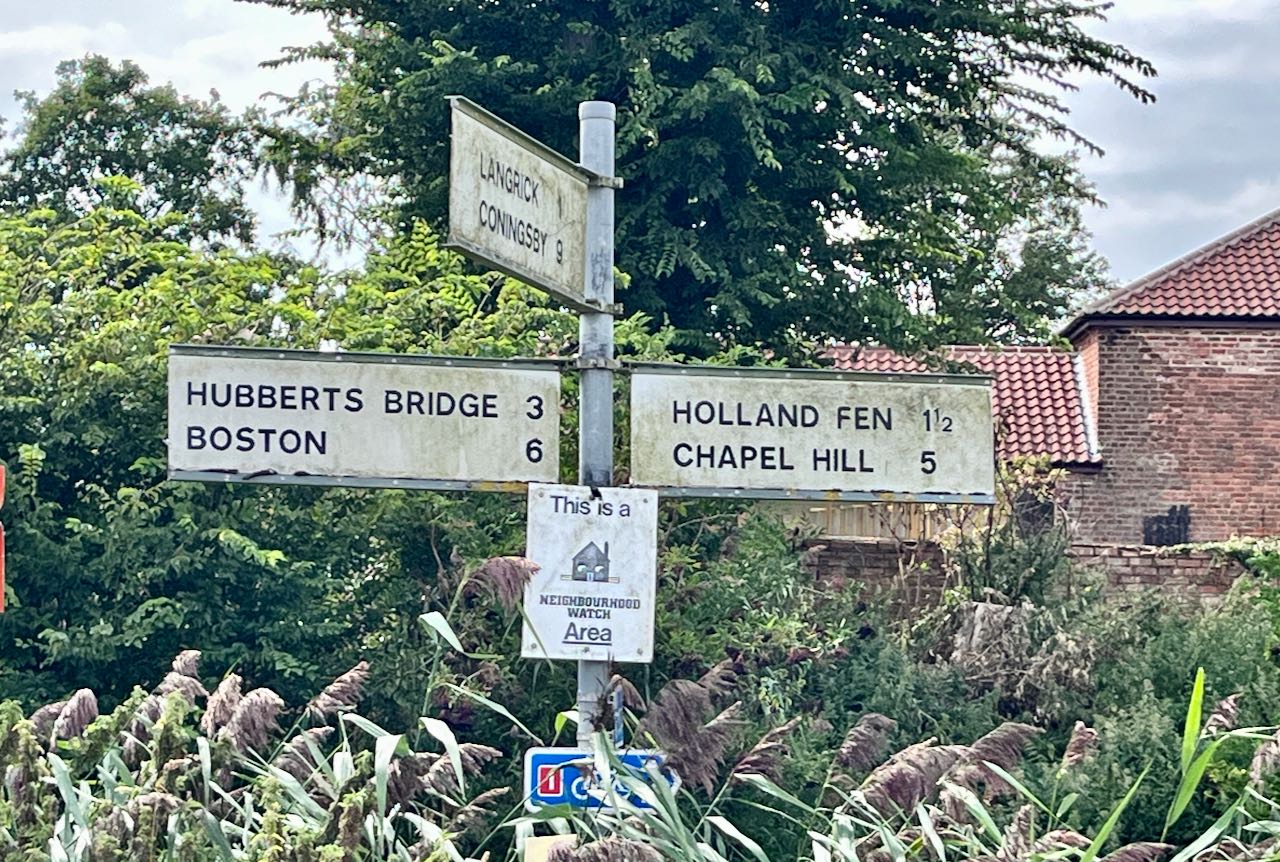 LANGRICK 1
CONINGSBY 9
HUBBERTS BRIDGE 3
BOSTON 6
HOLLAND FEN 1½
CHAPEL HILL 5
This is a
NEIGHBOURHOOD
WATCH
Area
1